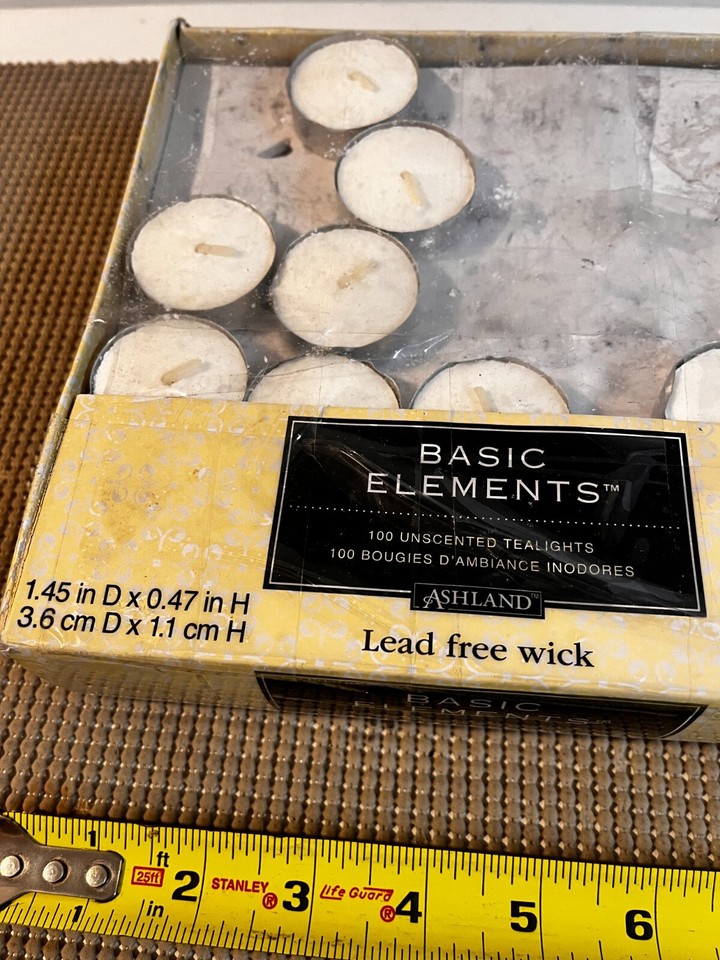 BASIC
ELEMENTS™
100 UNSCENTED TEALIGHTS
100 BOUGIES D'AMBIANCE INODORES
ASHLAND™
1.45 in D x 0.47 in H
3.6 cm D x 1.1 cm H
Lead free wick
BASIC
ELEMENTS™
1 ft 25ft 2 STANLEY® 3 Life Guard® 4 5 6
1 in